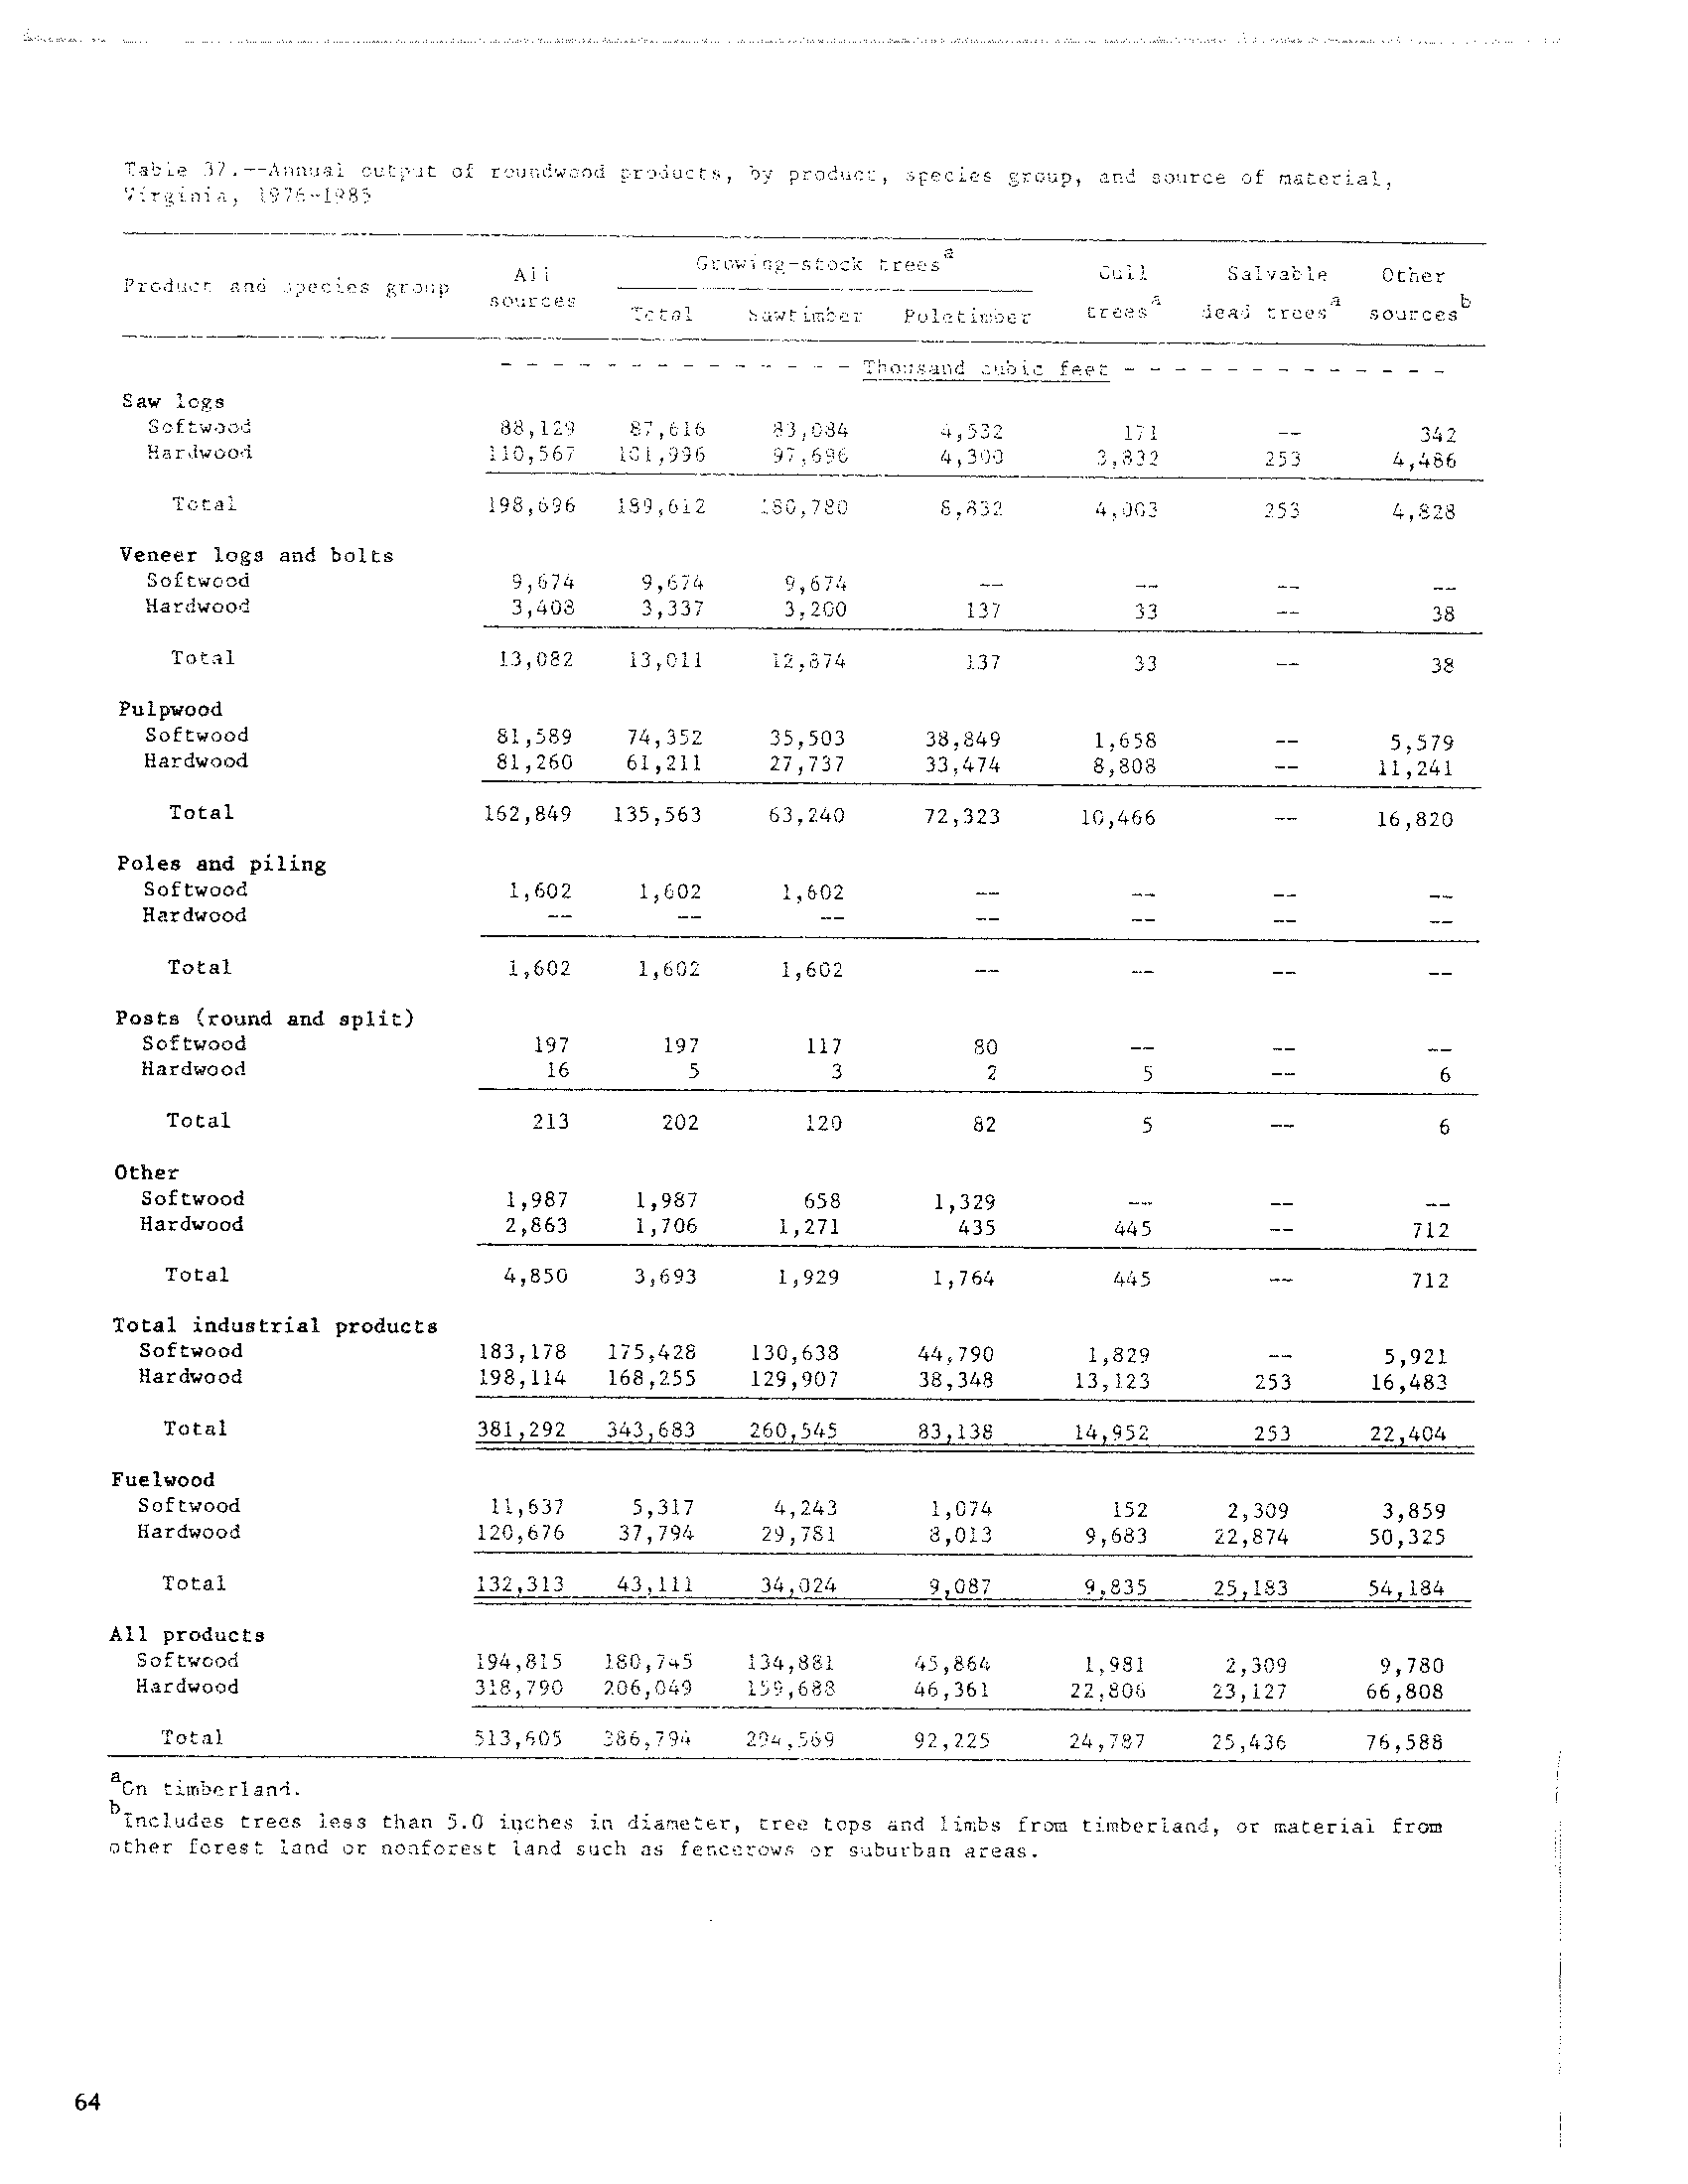 Table 37.--Annual output of roundwood products, by product, species group, and source of material,
Virginia, 1976-1985
Product and species group All sources Growing-stock trees^a Total Sawtimber Poletimber Cull trees^a Salvable dead trees^a Other sources^b
- - - - - - - - - - - - - - Thousand cubic feet - - - - - - - - - - - - -
Saw logs
Softwood 88,129 87,616 83,084 4,532 171 -- 342
Hardwood 110,567 101,996 97,696 4,300 3,832 253 4,486
Total 198,696 189,612 180,780 8,832 4,003 253 4,828
Veneer logs and bolts
Softwood 9,674 9,674 9,674 -- -- -- --
Hardwood 3,408 3,337 3,200 137 33 -- 38
Total 13,082 13,011 12,874 137 33 -- 38
Pulpwood
Softwood 81,589 74,352 35,503 38,849 1,658 -- 5,579
Hardwood 81,260 61,211 27,737 33,474 8,808 -- 11,241
Total 162,849 135,563 63,240 72,323 10,466 -- 16,820
Poles and piling
Softwood 1,602 1,602 1,602 -- -- -- --
Hardwood -- -- -- -- -- -- --
Total 1,602 1,602 1,602 -- -- -- --
Posts (round and split)
Softwood 197 197 117 80 -- -- --
Hardwood 16 5 3 2 5 -- 6
Total 213 202 120 82 5 -- 6
Other
Softwood 1,987 1,987 658 1,329 -- -- --
Hardwood 2,863 1,706 1,271 435 445 -- 712
Total 4,850 3,693 1,929 1,764 445 -- 712
Total industrial products
Softwood 183,178 175,428 130,638 44,790 1,829 -- 5,921
Hardwood 198,114 168,255 129,907 38,348 13,123 253 16,483
Total 381,292 343,683 260,545 83,138 14,952 253 22,404
Fuelwood
Softwood 11,637 5,317 4,243 1,074 152 2,309 3,859
Hardwood 120,676 37,794 29,781 8,013 9,683 22,874 50,325
Total 132,313 43,111 34,024 9,087 9,835 25,183 54,184
All products
Softwood 194,815 180,745 134,881 45,864 1,981 2,309 9,780
Hardwood 318,790 206,049 159,688 46,361 22,806 23,127 66,808
Total 513,605 386,794 294,569 92,225 24,787 25,436 76,588
^aOn timberland.
^bIncludes trees less than 5.0 inches in diameter, tree tops and limbs from timberland, or material from
other forest land or nonforest land such as fencerows or suburban areas.
64